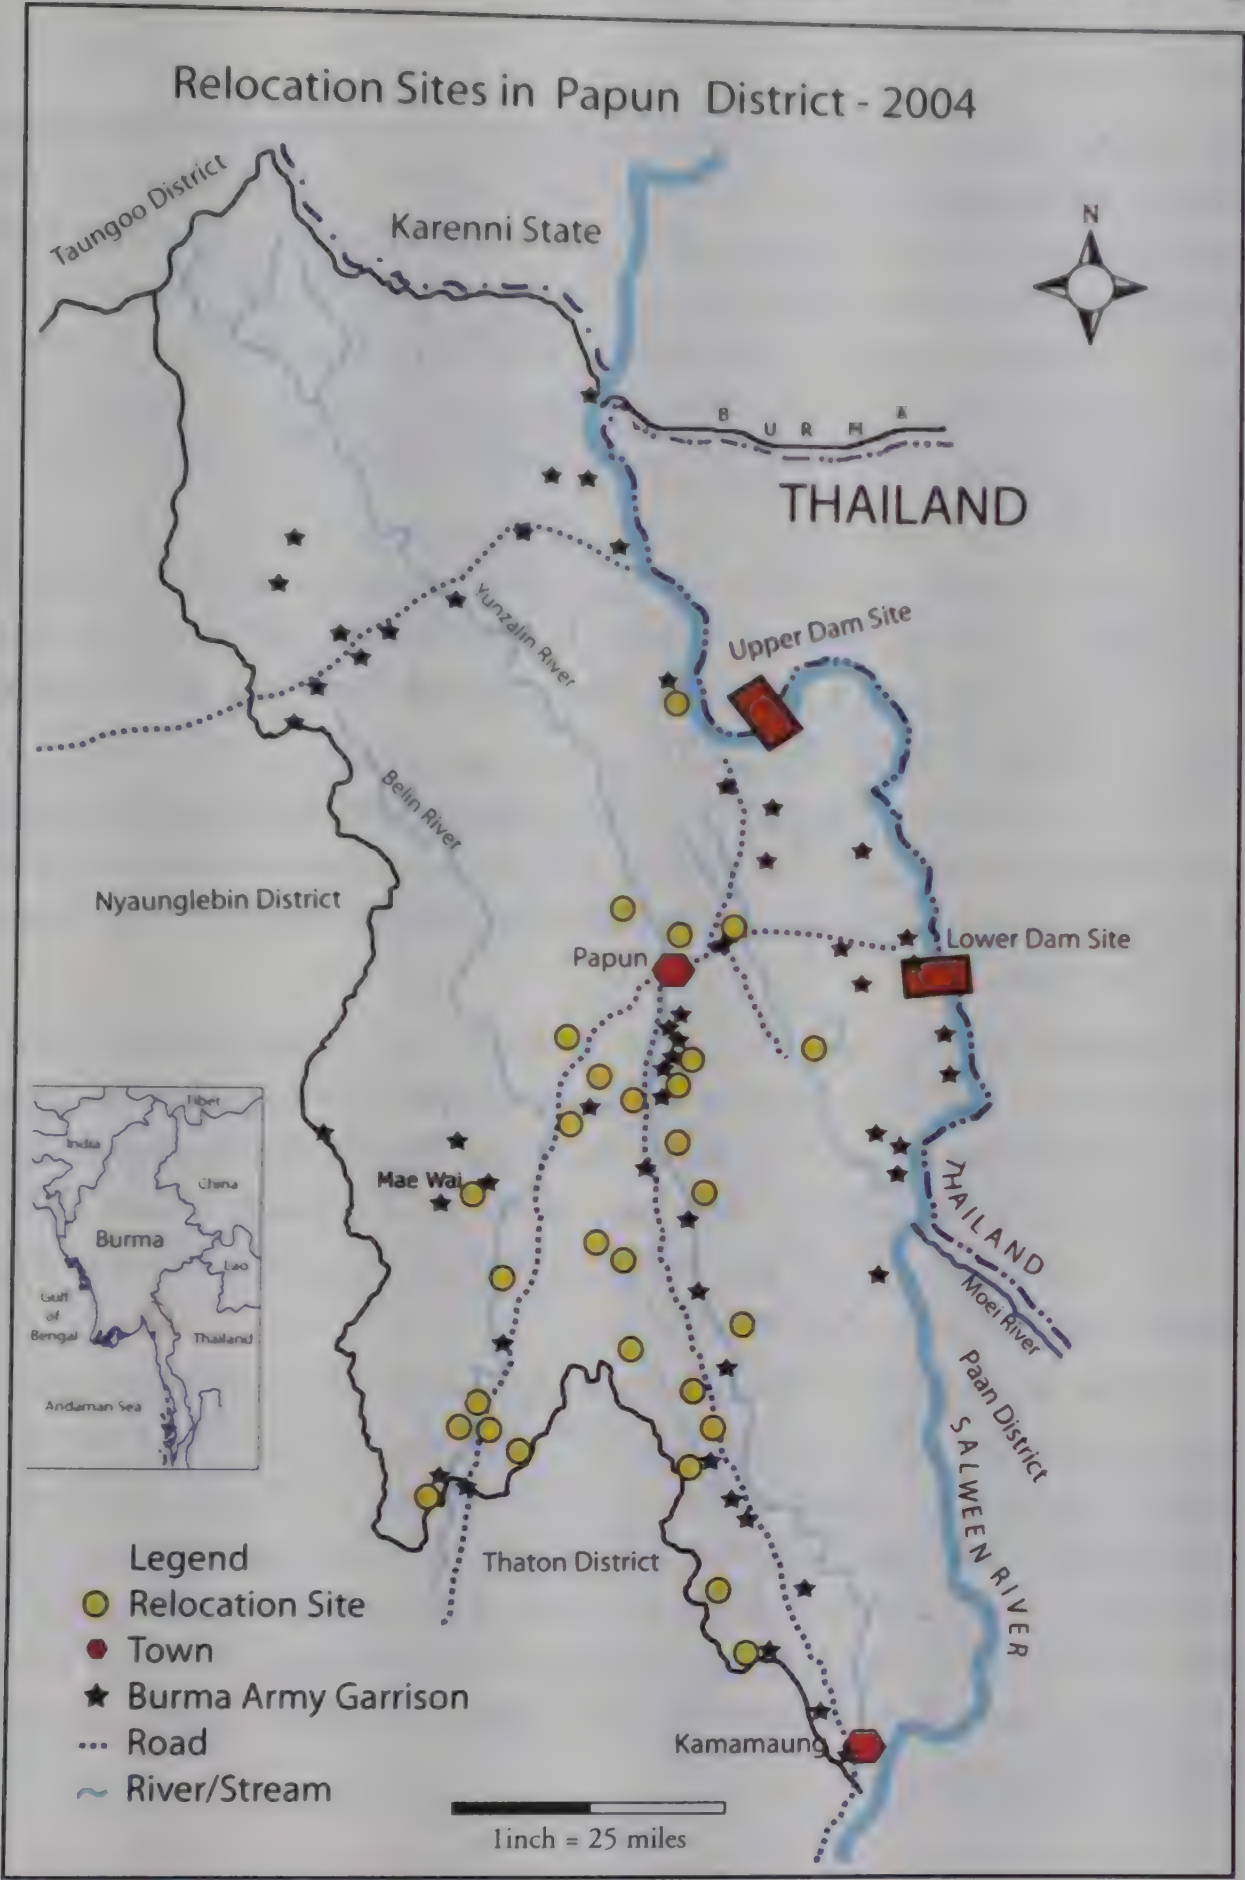 Relocation Sites in Papun District - 2004
Taungoo District
Karenni State
N
BURMA
THAILAND
Yunzalin River
Upper Dam Site
Belin River
Nyaunglebin District
Papun
Lower Dam Site
Tibet
India
China
Mae Wai
Burma
Lao
Gulf
of
Bengal
Thailand
Andaman Sea
THAILAND
Moei River
Paan District
SALWEEN RIVER
Thaton District
Kamamaung
Legend
Relocation Site
Town
Burma Army Garrison
Road
River/Stream
1inch = 25 miles